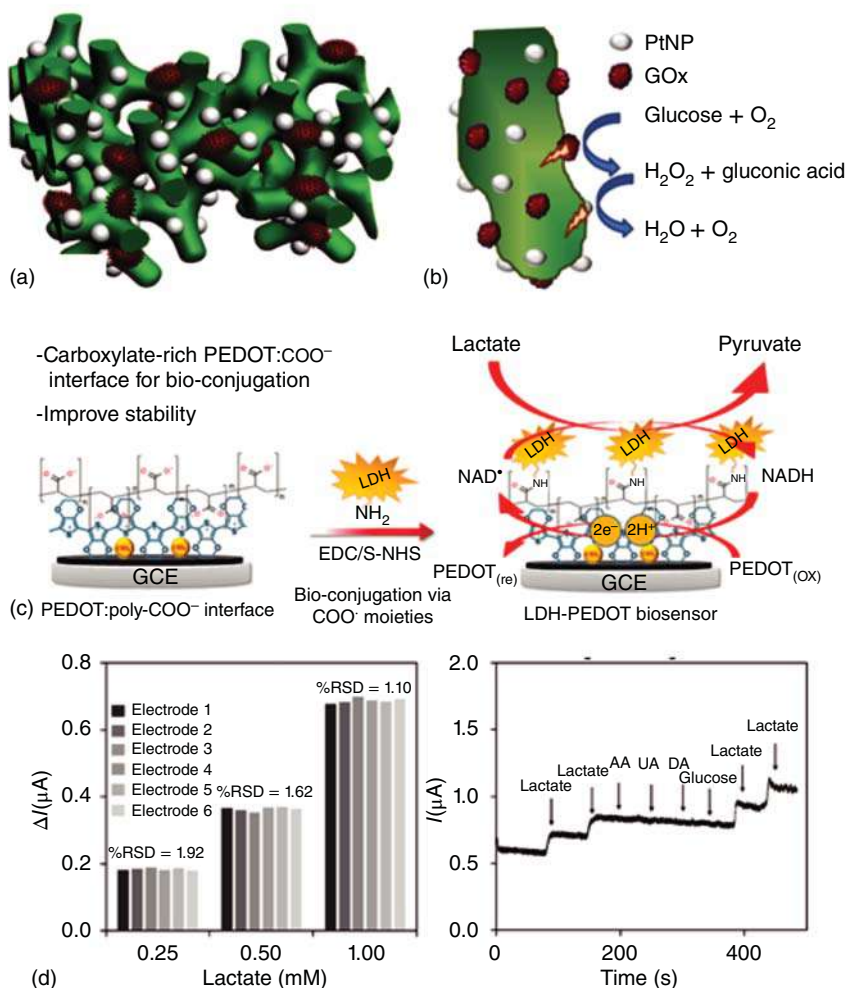 PtNP
GOx
Glucose + O₂
H₂O₂ + gluconic acid
H₂O + O₂
(a)
(b)
-Carboxylate-rich PEDOT:COO⁻
interface for bio-conjugation
-Improve stability
LDH
NH₂
EDC/S-NHS
Bio-conjugation via
COO· moieties
GCE
PEDOT:poly-COO⁻ interface
(c)
Lactate
Pyruvate
LDH
LDH
LDH
NAD•
NH
NH
NH
NADH
2e⁻
2H⁺
PEDOT(re)
PEDOT(OX)
GCE
LDH-PEDOT biosensor
0.8
0.6
0.4
0.2
0.0
ΔI(μA)
Electrode 1
Electrode 2
Electrode 3
Electrode 4
Electrode 5
Electrode 6
%RSD = 1.92
%RSD = 1.62
%RSD = 1.10
0.25
0.50
1.00
Lactate (mM)
(d)
2.0
1.5
1.0
0.5
0.0
I(μA)
Lactate
Lactate
AA
UA
DA
Glucose
Lactate
Lactate
0
200
400
Time (s)